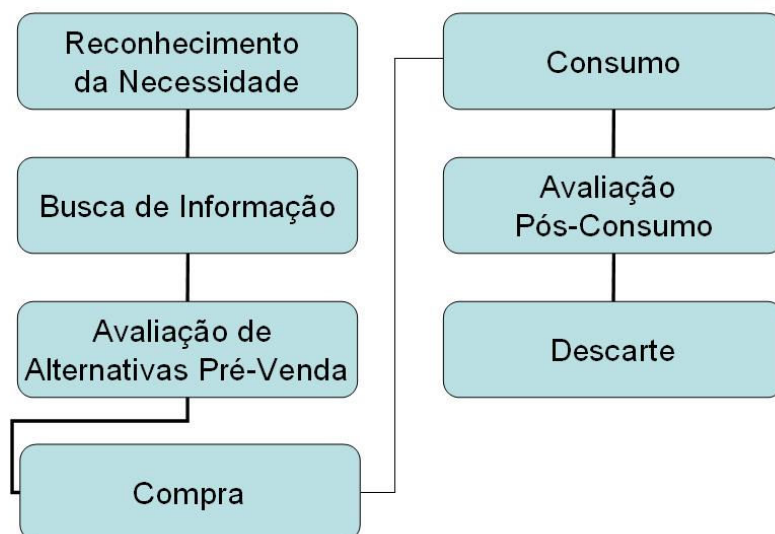 Reconhecimento
da Necessidade
Busca de Informação
Avaliação de
Alternativas Pré-Venda
Compra
Consumo
Avaliação
Pós-Consumo
Descarte